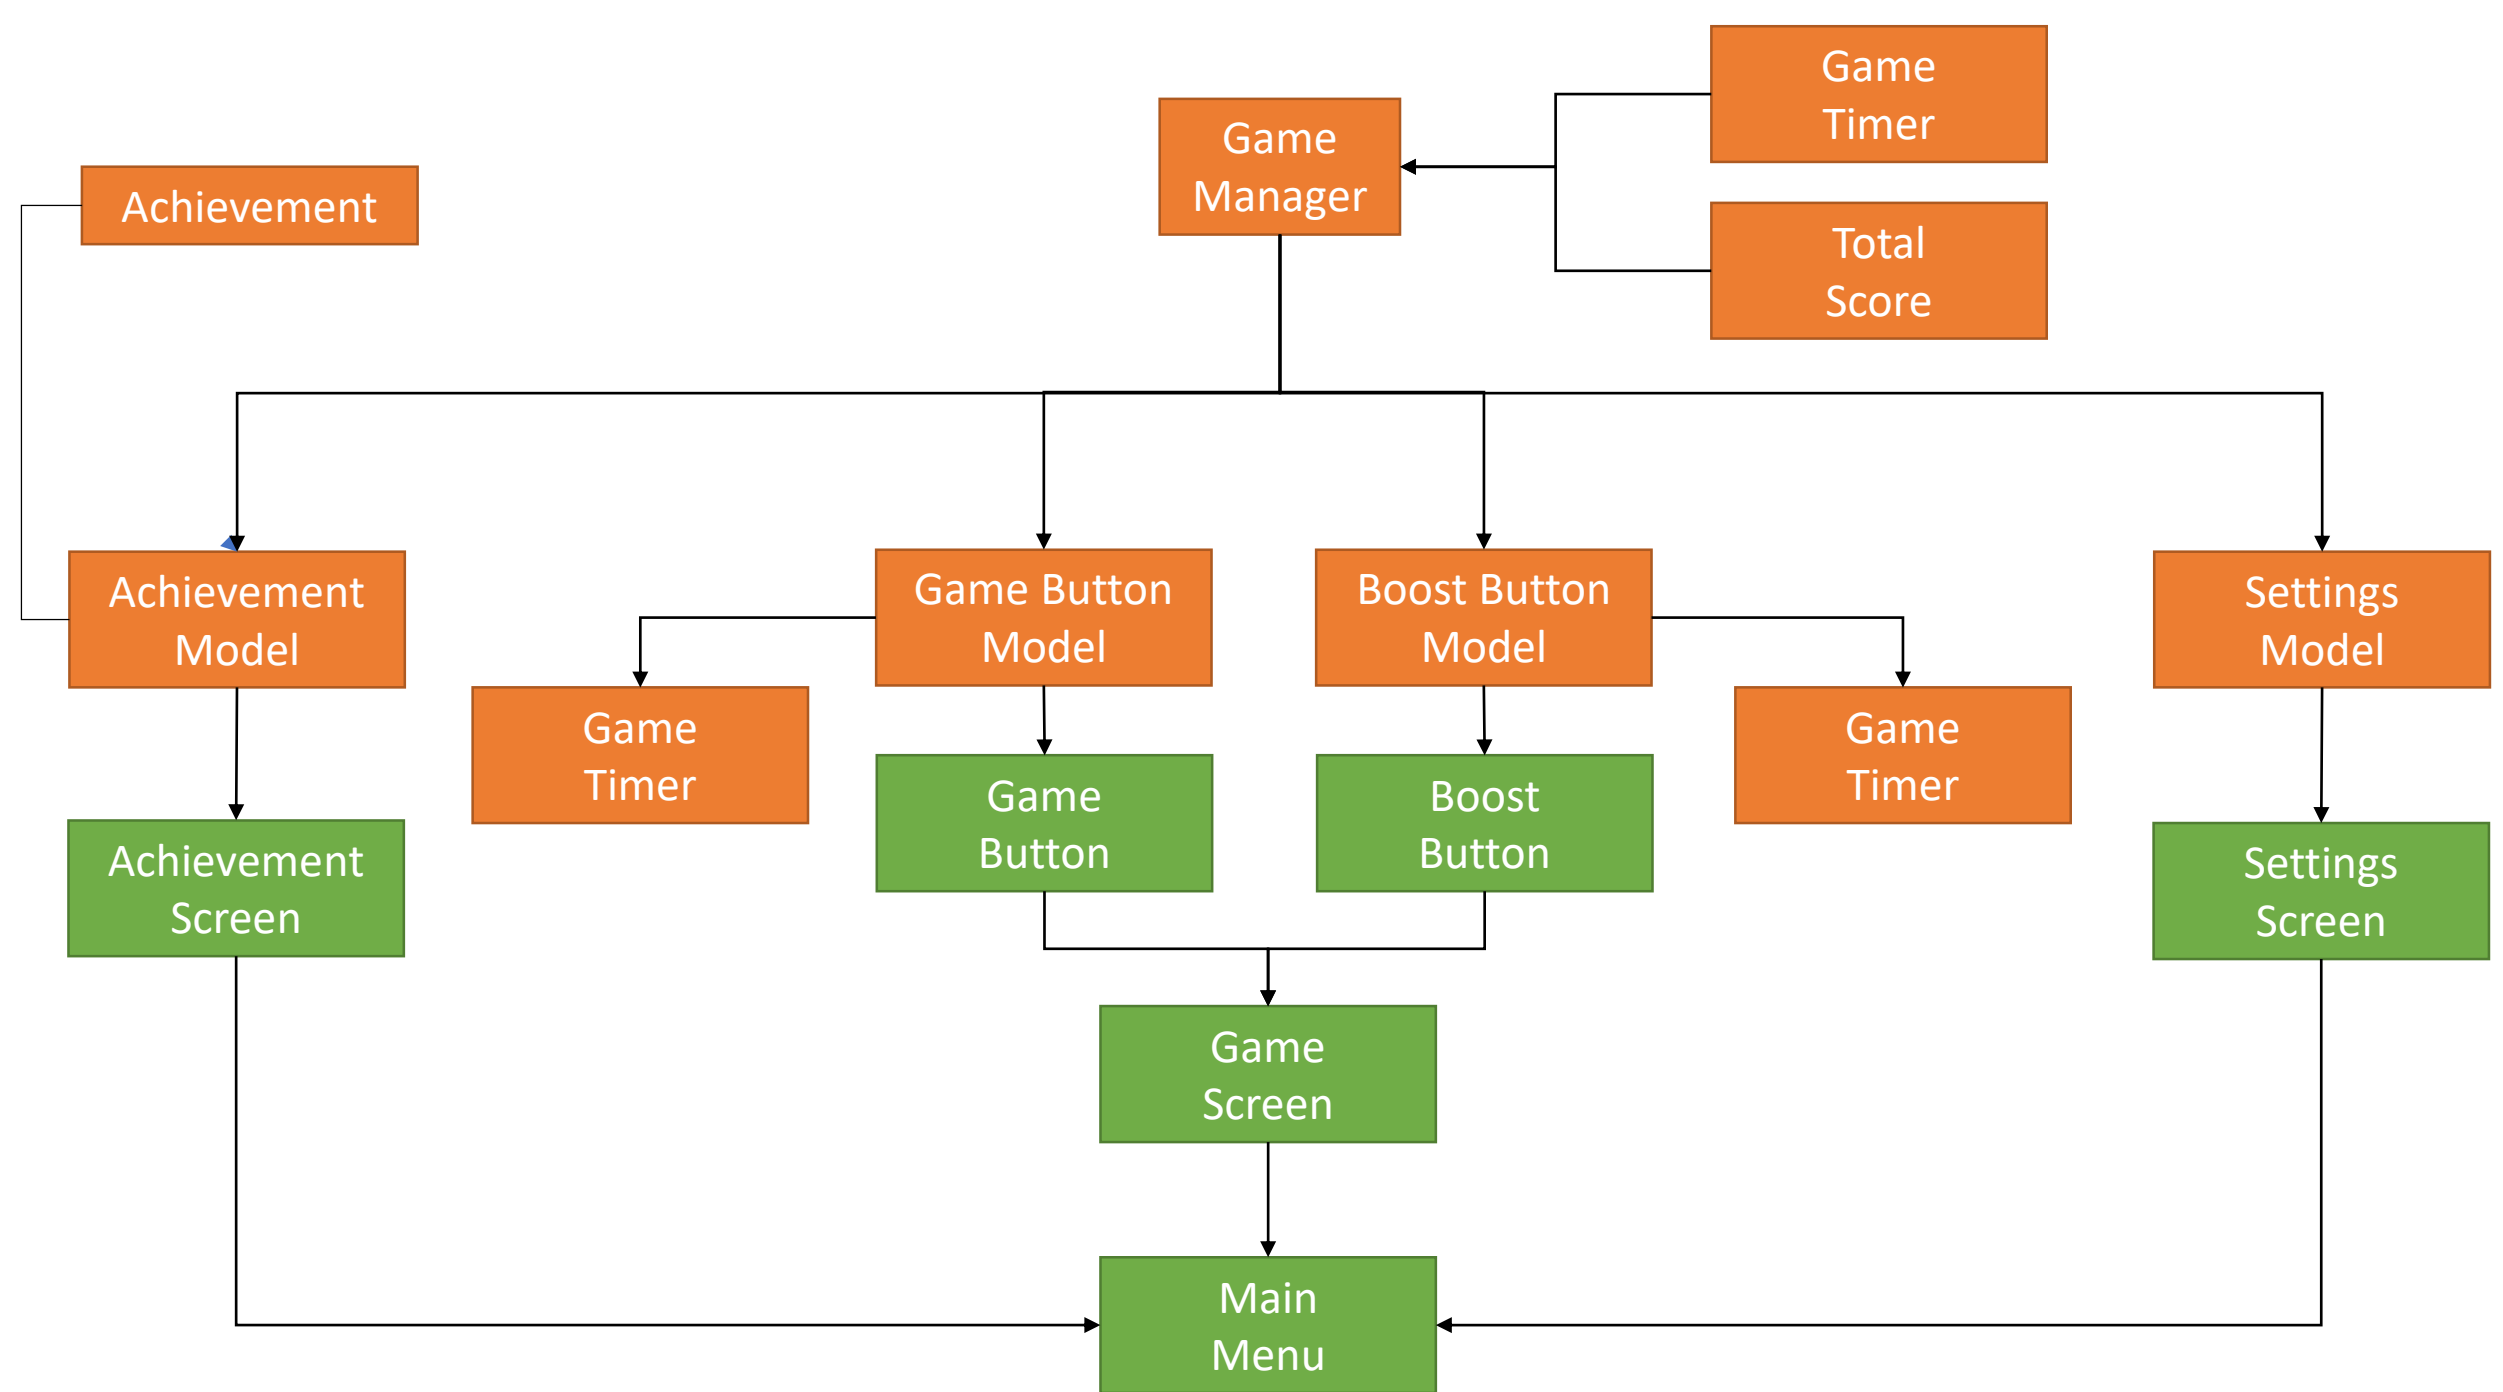 Game
Timer
Game
Manager
Achievement
Total
Score
Achievement
Model
Game Button
Model
Boost Button
Model
Settings
Model
Game
Timer
Game
Button
Boost
Button
Game
Timer
Achievement
Screen
Settings
Screen
Game
Screen
Main
Menu